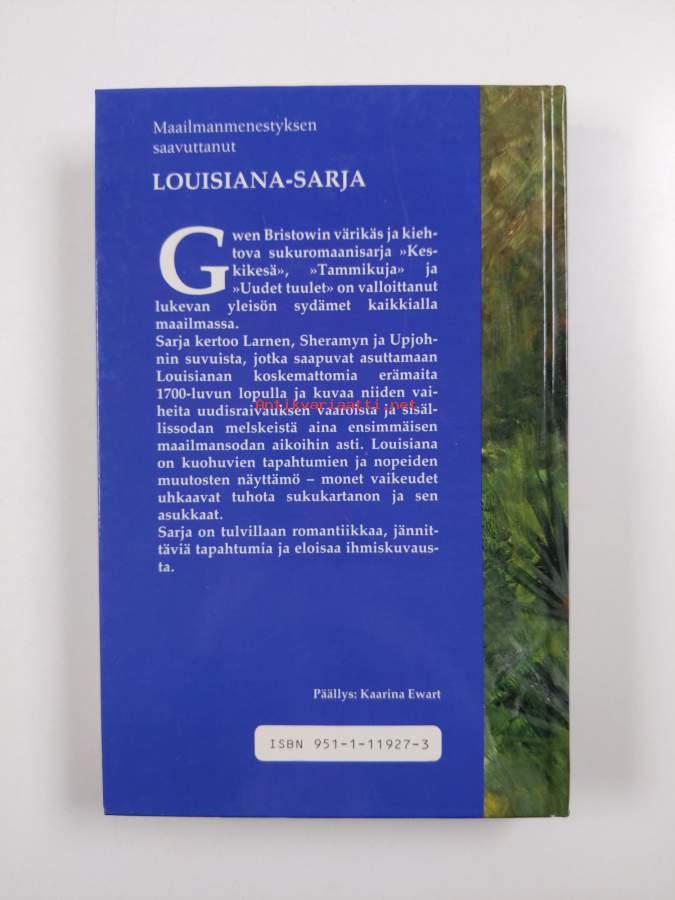 Maailmanmenestyksen
saavuttanut
LOUISIANA-SARJA
Gwen Bristowin värikäs ja kieh-
tova sukuromaanisarja »Kes-
kikesä», »Tammikuja» ja
»Uudet tuulet» on valloittanut
lukevan yleisön sydämet kaikkialla
maailmassa.
Sarja kertoo Larnen, Sheramyn ja Upjoh-
nin suvuista, jotka saapuvat asuttamaan
Louisianan koskemattomia erämaita
1700-luvun lopulla ja kuvaa niiden vai-
Antikvariaatti.net
heita uudisraivauksen vaaroista ja sisäl-
lissodan melskeistä aina ensimmäisen
maailmansodan aikoihin asti. Louisiana
on kuohuvien tapahtumien ja nopeiden
muutosten näyttämö – monet vaikeudet
uhkaavat tuhota sukukartanon ja sen
asukkaat.
Sarja on tulvillaan romantiikkaa, jännit-
täviä tapahtumia ja eloisaa ihmiskuvaus-
ta.
Päällys: Kaarina Ewart
ISBN 951-1-11927-3